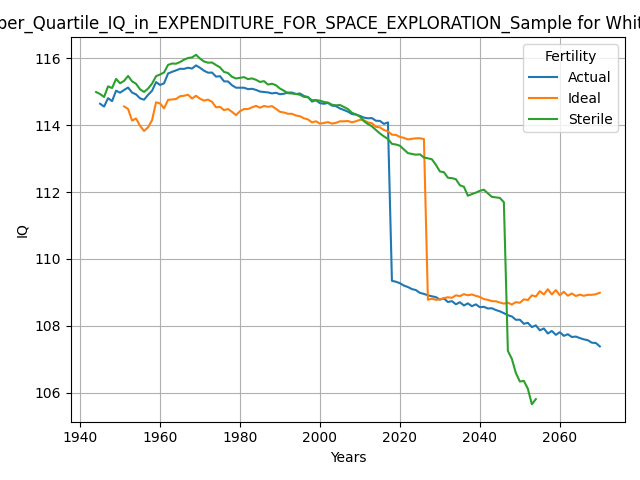 per_Quartile_IQ_in_EXPENDITURE_FOR_SPACE_EXPLORATION_Sample for Whit
116
114
112
110
108
106
IQ
1940
1960
1980
2000
2020
2040
2060
Years
Fertility
Actual
Ideal
Sterile